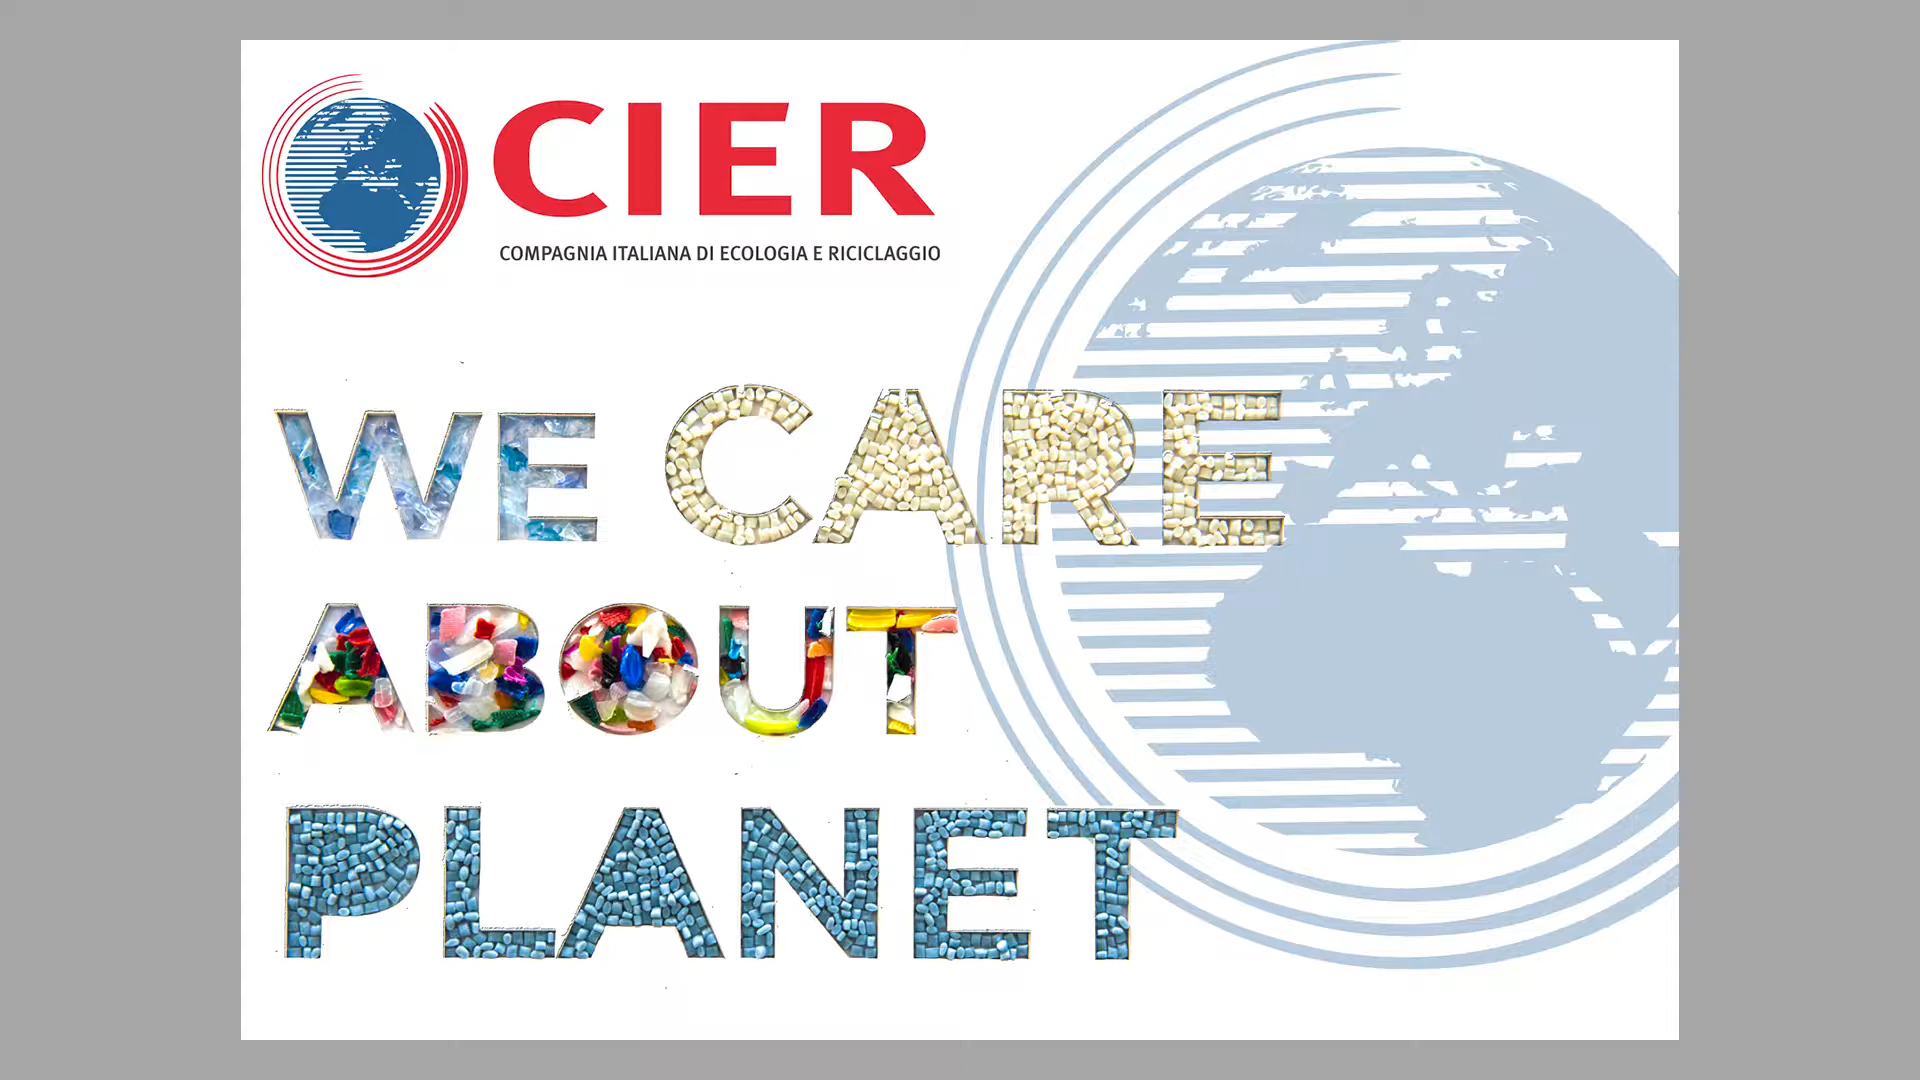 CIER
COMPAGNIA ITALIANA DI ECOLOGIA E RICICLAGGIO
WE CARE
ABOUT
PLANET